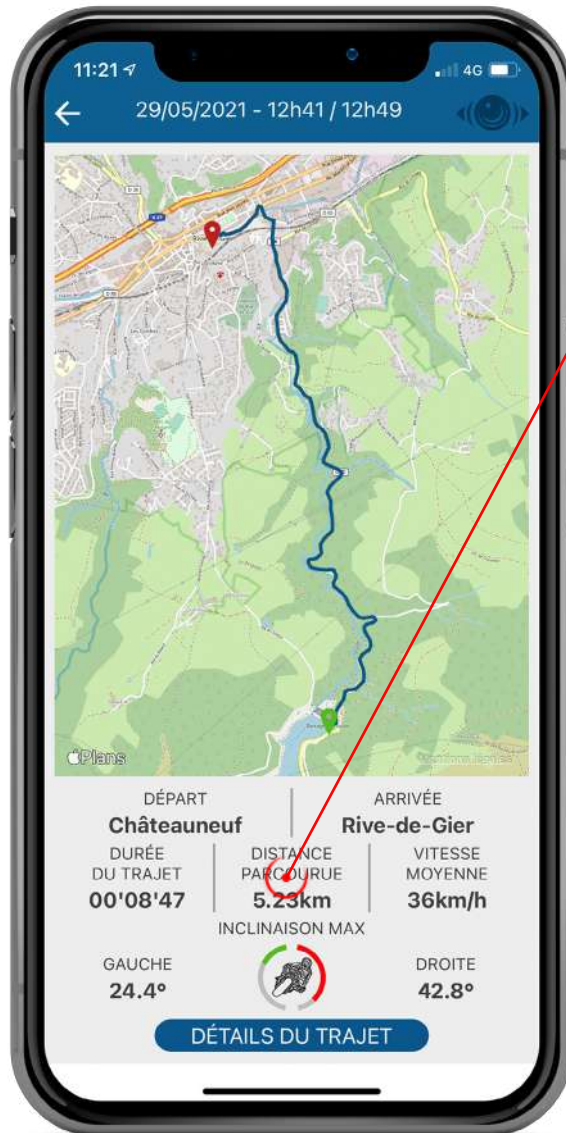 11:21
4G
29/05/2021 - 12h41 / 12h49
Plans
DÉPART
ARRIVÉE
Châteauneuf
Rive-de-Gier
DURÉE
DU TRAJET
DISTANCE
PARCOURUE
VITESSE
MOYENNE
00'08'47
5.23km
36km/h
INCLINAISON MAX
GAUCHE
DROITE
24.4°
42.8°
DÉTAILS DU TRAJET